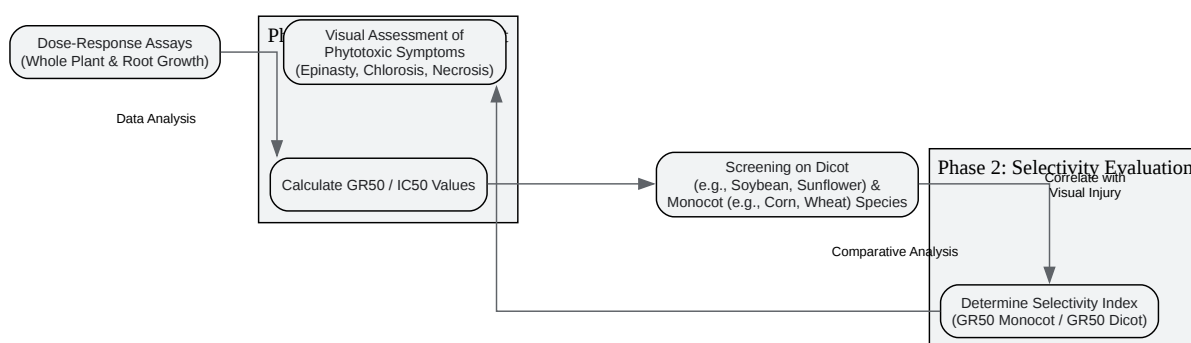 Dose-Response Assays
(Whole Plant & Root Growth)
Visual Assessment of
Phytotoxic Symptoms
(Epinasty, Chlorosis, Necrosis)
Data Analysis
Calculate GR50 / IC50 Values
Screening on Dicot
(e.g., Soybean, Sunflower) &
Monocot (e.g., Corn, Wheat) Species
Phase 2: Selectivity Evaluation
Correlate with
Visual Injury
Comparative Analysis
Determine Selectivity Index
(GR50 Monocot / GR50 Dicot)